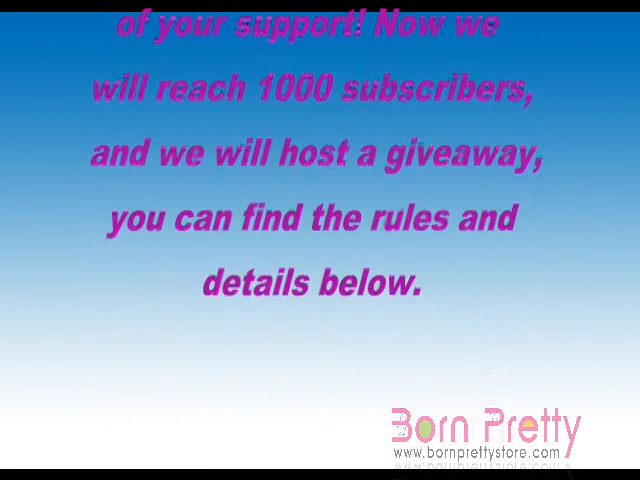 of your support! Now we
will reach 1000 subscribers,
and we will host a giveaway,
you can find the rules and
details below.
Born Pretty
www.bornprettystore.com